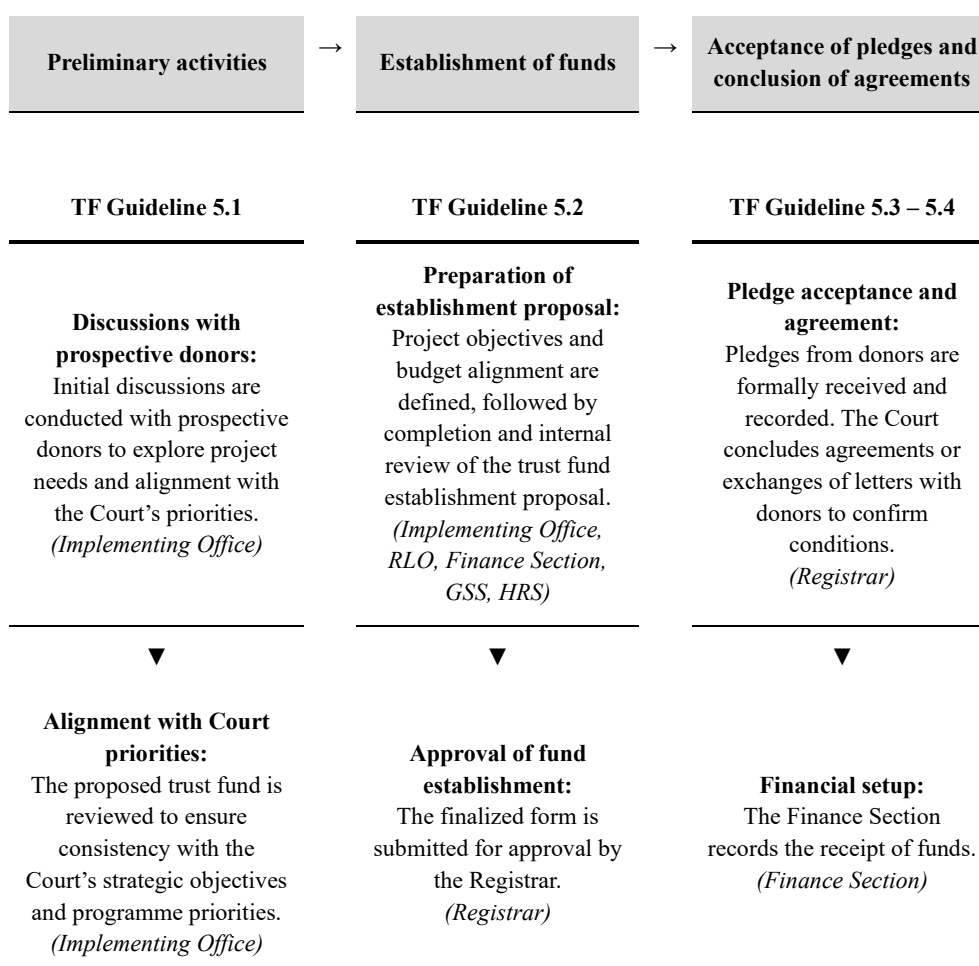 Preliminary activities
→
Establishment of funds
→
Acceptance of pledges and
conclusion of agreements
TF Guideline 5.1
TF Guideline 5.2
TF Guideline 5.3 – 5.4
Discussions with
prospective donors:
Initial discussions are
conducted with prospective
donors to explore project
needs and alignment with
the Court’s priorities.
(Implementing Office)
Preparation of
establishment proposal:
Project objectives and
budget alignment are
defined, followed by
completion and internal
review of the trust fund
establishment proposal.
(Implementing Office,
RLO, Finance Section,
GSS, HRS)
Pledge acceptance and
agreement:
Pledges from donors are
formally received and
recorded. The Court
concludes agreements or
exchanges of letters with
donors to confirm
conditions.
(Registrar)
▼
▼
▼
Alignment with Court
priorities:
The proposed trust fund is
reviewed to ensure
consistency with the
Court’s strategic objectives
and programme priorities.
(Implementing Office)
Approval of fund
establishment:
The finalized form is
submitted for approval by
the Registrar.
(Registrar)
Financial setup:
The Finance Section
records the receipt of funds.
(Finance Section)